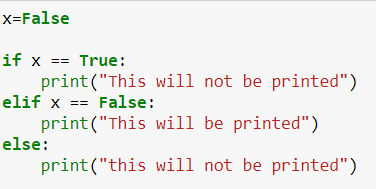 x=False
if x == True:
    print("This will not be printed")
elif x == False:
    print("This will be printed")
else:
    print("this will not be printed")